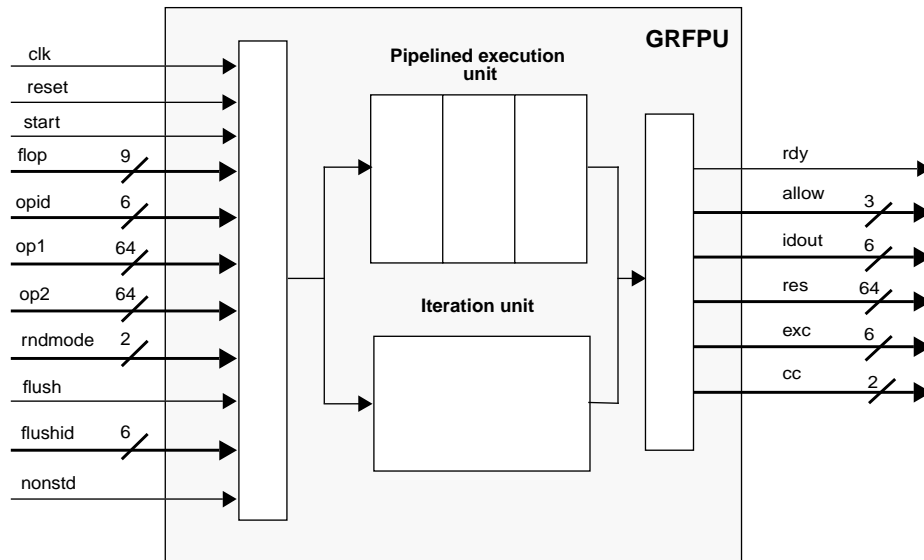 GRFPU
Pipelined execution
unit
Iteration unit
clk
reset
start
flop 9
opid 6
op1 64
op2 64
rndmode 2
flush
flushid 6
nonstd
rdy
allow 3
idout 6
res 64
exc 6
cc 2